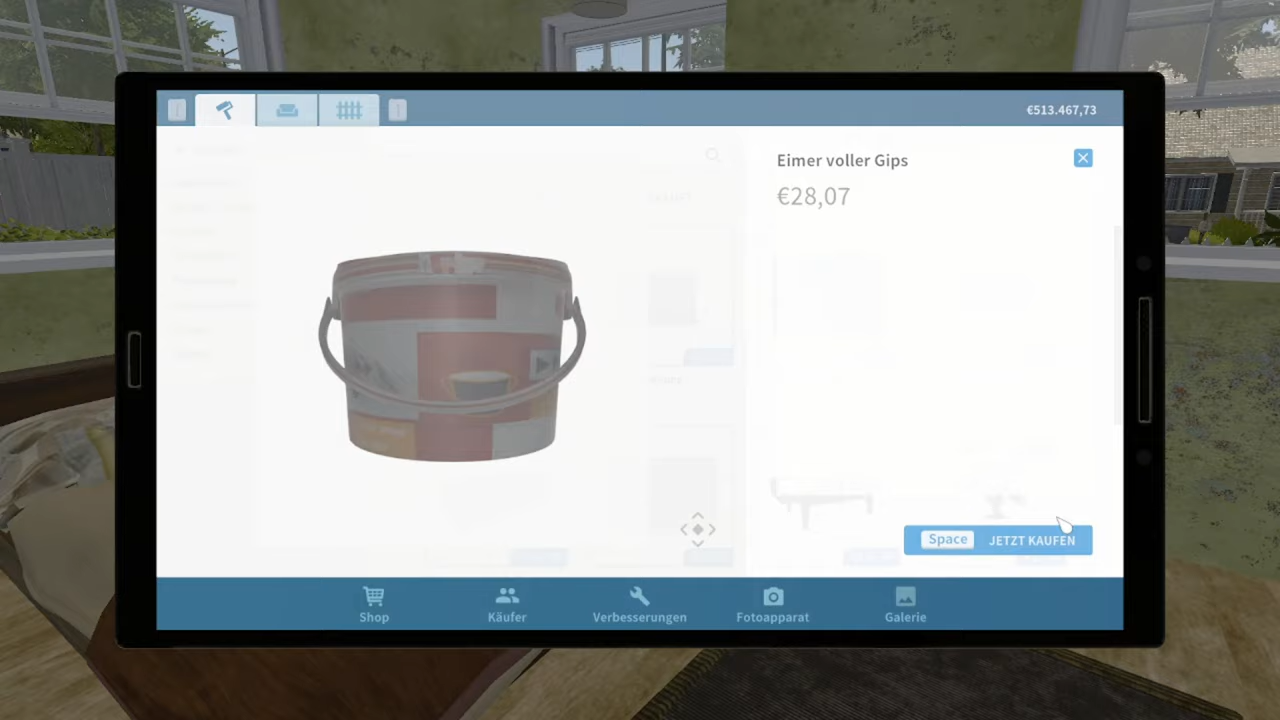 €513.467,73
Eimer voller Gips
€28,07
Space JETZT KAUFEN
Shop
Käufer
Verbesserungen
Fotoapparat
Galerie